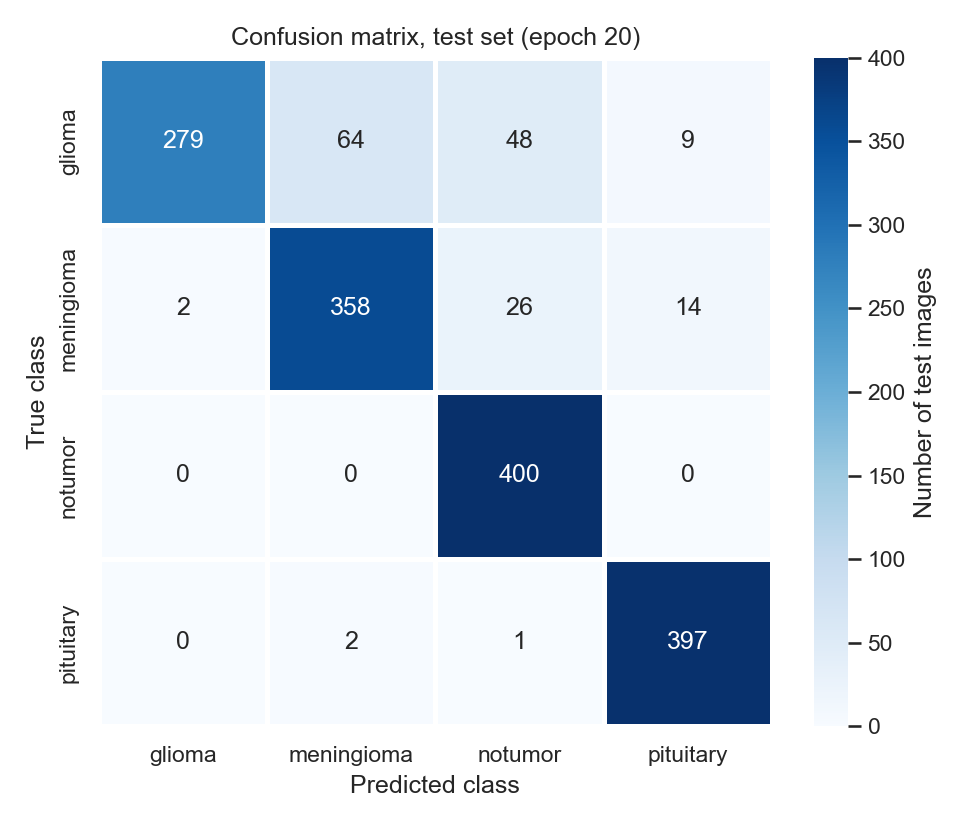 Confusion matrix, test set (epoch 20)
True class
glioma
279 64 48 9
meningioma
2 358 26 14
notumor
0 0 400 0
pituitary
0 2 1 397
glioma meningioma notumor pituitary
Predicted class
400
350
300
250
200
150
100
50
0
Number of test images